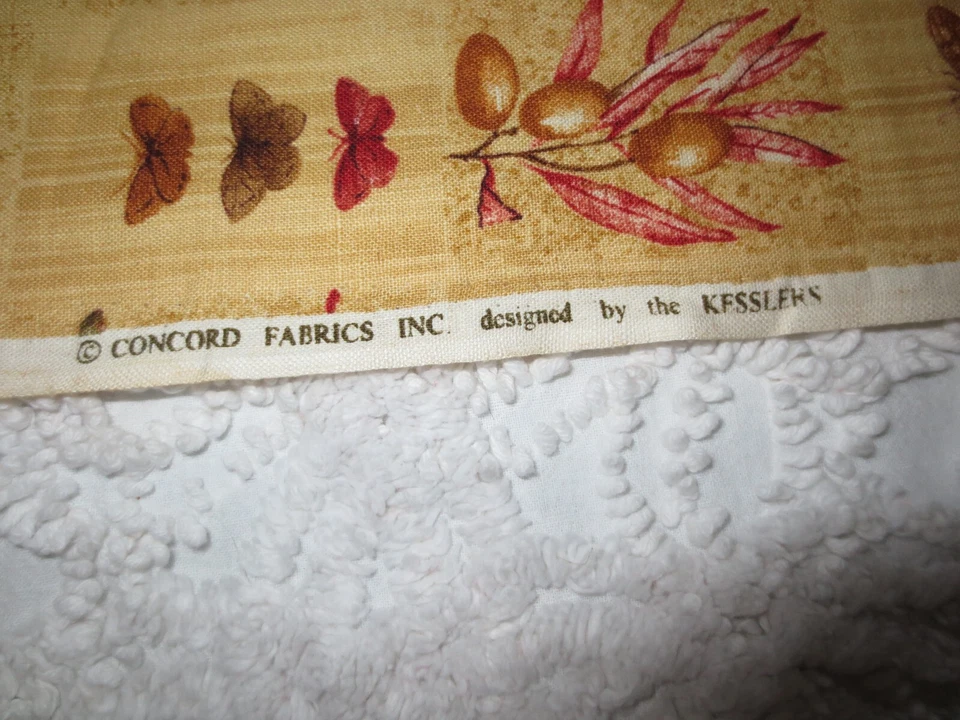 © CONCORD FABRICS INC. designed by the KESSLERS